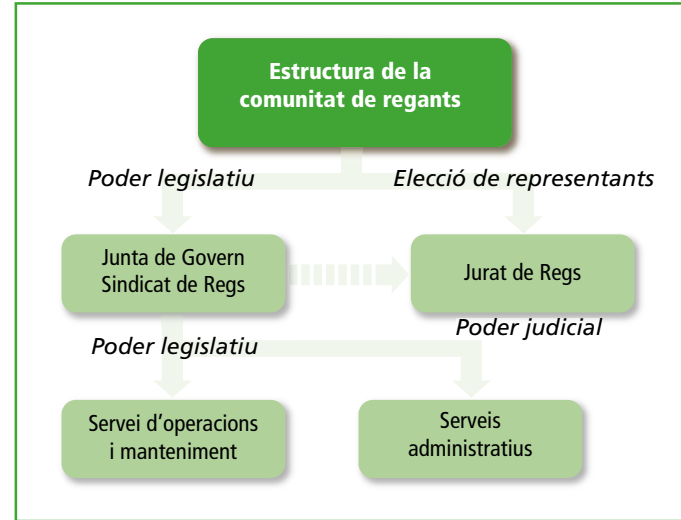 Estructura de la
comunitat de regants
Poder legislatiu
Elecció de representants
Junta de Govern
Sindicat de Regs
Jurat de Regs
Poder judicial
Poder legislatiu
Servei d’operacions
i manteniment
Serveis
administratius